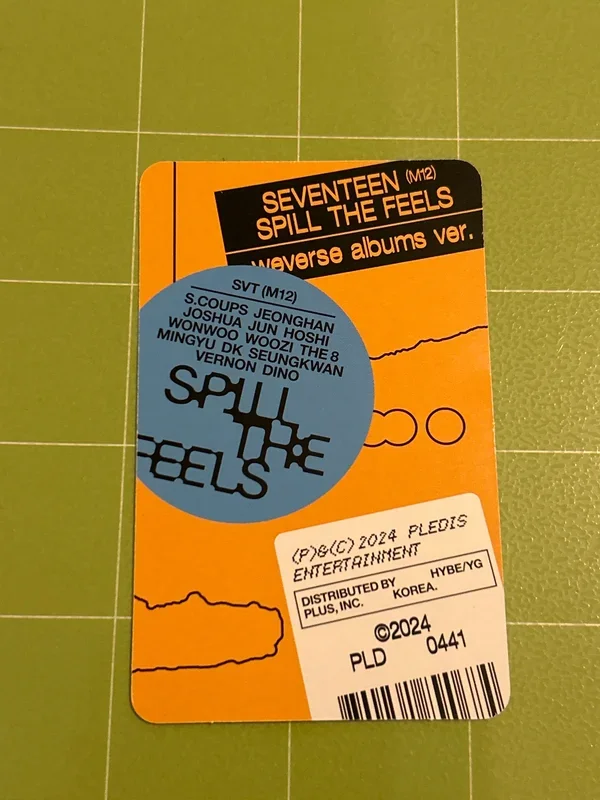 SEVENTEEN (M12)
SPILL THE FEELS
weverse albums ver.
SVT (M12)
S.COUPS JEONGHAN
JOSHUA JUN HOSHI
WONWOO WOOZI THE 8
MINGYU DK SEUNGKWAN
VERNON DINO
SPILL
THE
FEELS
(P)&(C) 2024 PLEDIS
ENTERTAINMENT
DISTRIBUTED BY HYBE/YG
PLUS, INC. KOREA.
©2024
PLD 0441